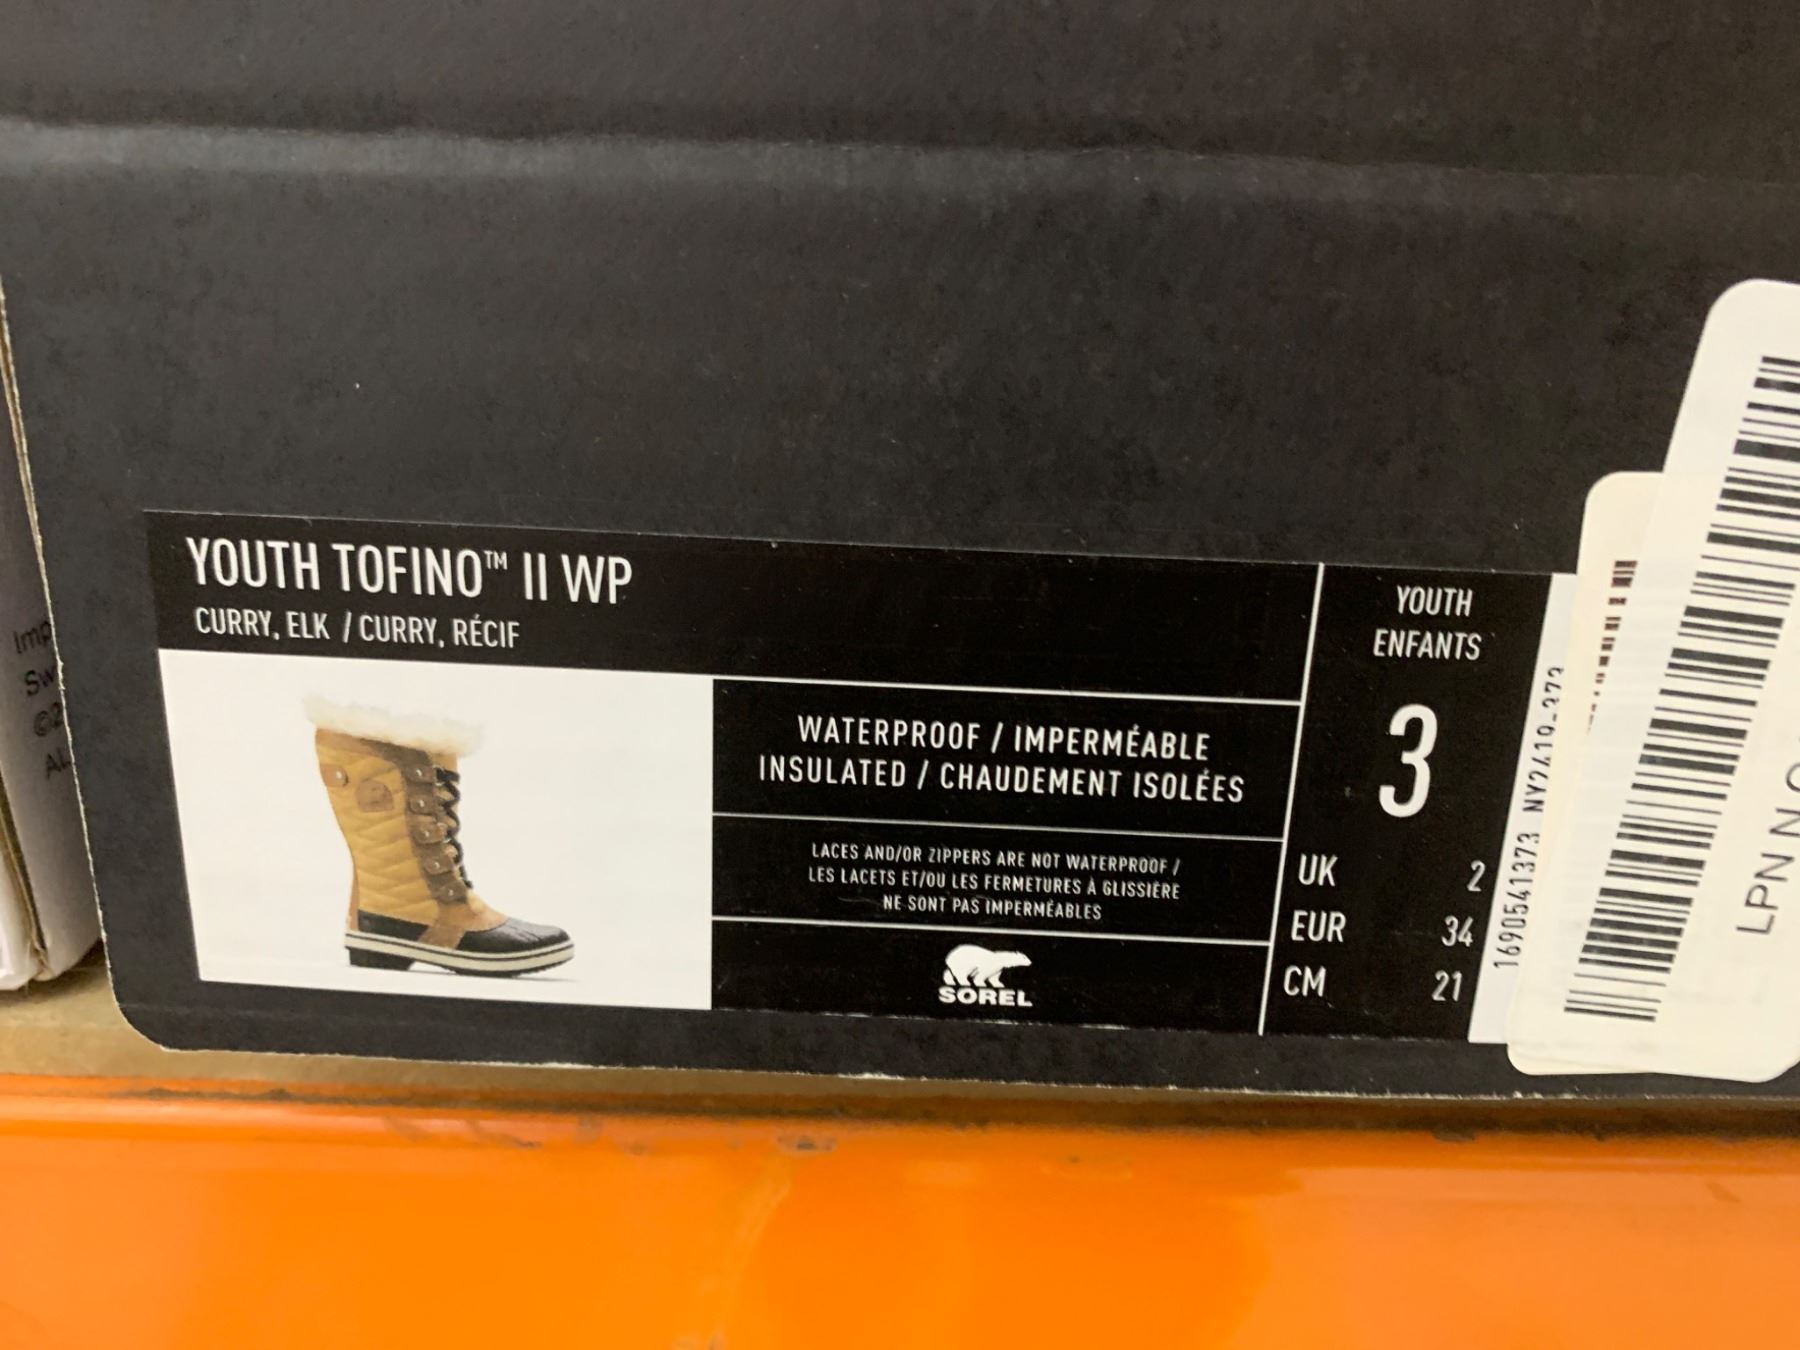 YOUTH TOFINO™ II WP
CURRY, ELK / CURRY, RÉCIF
WATERPROOF / IMPERMÉABLE
INSULATED / CHAUDEMENT ISOLÉES
LACES AND/OR ZIPPERS ARE NOT WATERPROOF /
LES LACETS ET/OU LES FERMETURES À GLISSIÈRE
NE SONT PAS IMPERMÉABLES
SOREL
YOUTH
ENFANTS
3
UK 2
EUR 34
CM 21
1690541373 NY2419-373
LPN